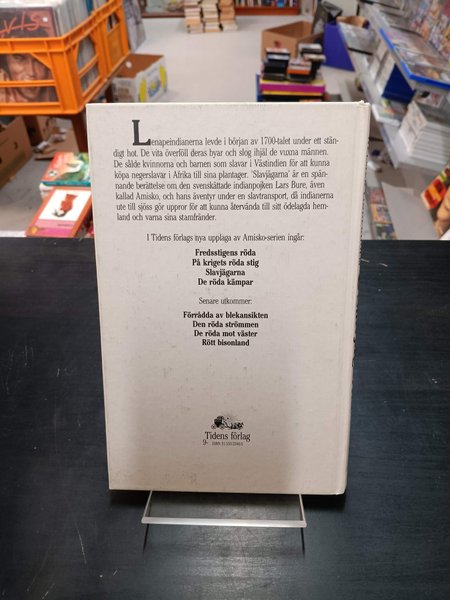 Lenapeindianerna levde i början av 1700-talet under ett stän-
digt hot. De vita överföll deras byar och slog ihjäl de vuxna männen.
De sålde kvinnorna och barnen som slavar i Västindien för att kunna
köpa negerslavar i Afrika till sina plantager. 'Slavjägarna' är en spän-
nande berättelse om den svenskättade indianpojken Lars Bure, även
kallad Amisko, och hans äventyr under en slavtransport, då indianerna
ute till sjöss gör uppror för att kunna återvända till sitt ödelagda hem-
land och varna sina stamfränder.
I Tidens förlags nya upplaga av Amisko-serien ingår:
Fredsstigens röda
På krigets röda stig
Slavjägarna
De röda kämpar
Senare utkommer:
Förrådda av blekansikten
Den röda strömmen
De röda mot väster
Rött bisonland
Tidens förlag